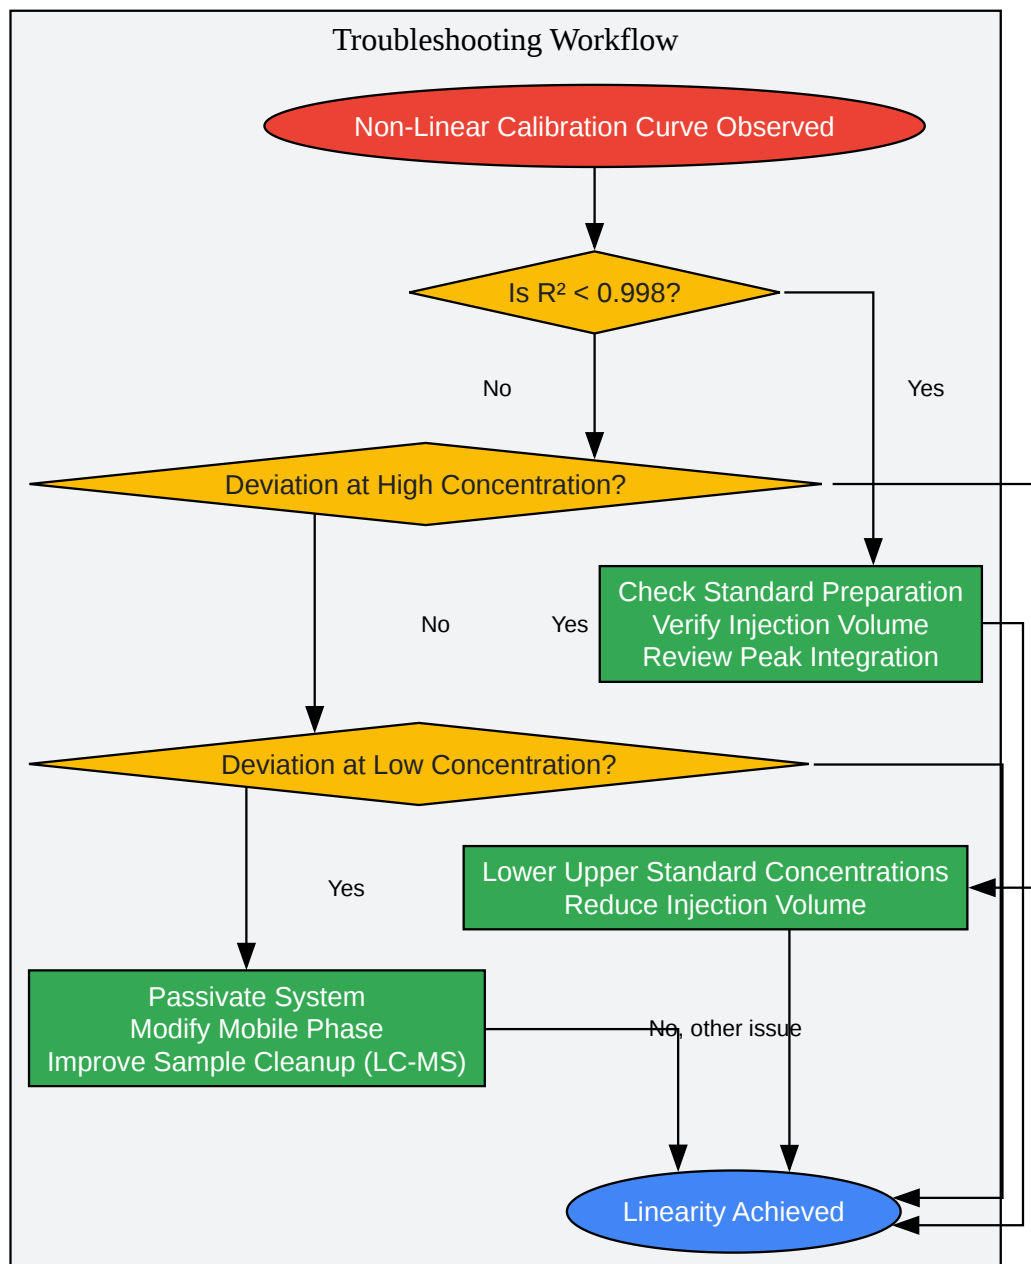 Troubleshooting Workflow
Non-Linear Calibration Curve Observed
Is R² < 0.998?
No
Yes
Deviation at High Concentration?
Check Standard Preparation
Verify Injection Volume
Review Peak Integration
No
Yes
Deviation at Low Concentration?
Lower Upper Standard Concentrations
Reduce Injection Volume
Yes
Passivate System
Modify Mobile Phase
Improve Sample Cleanup (LC-MS)
No, other issue
Linearity Achieved